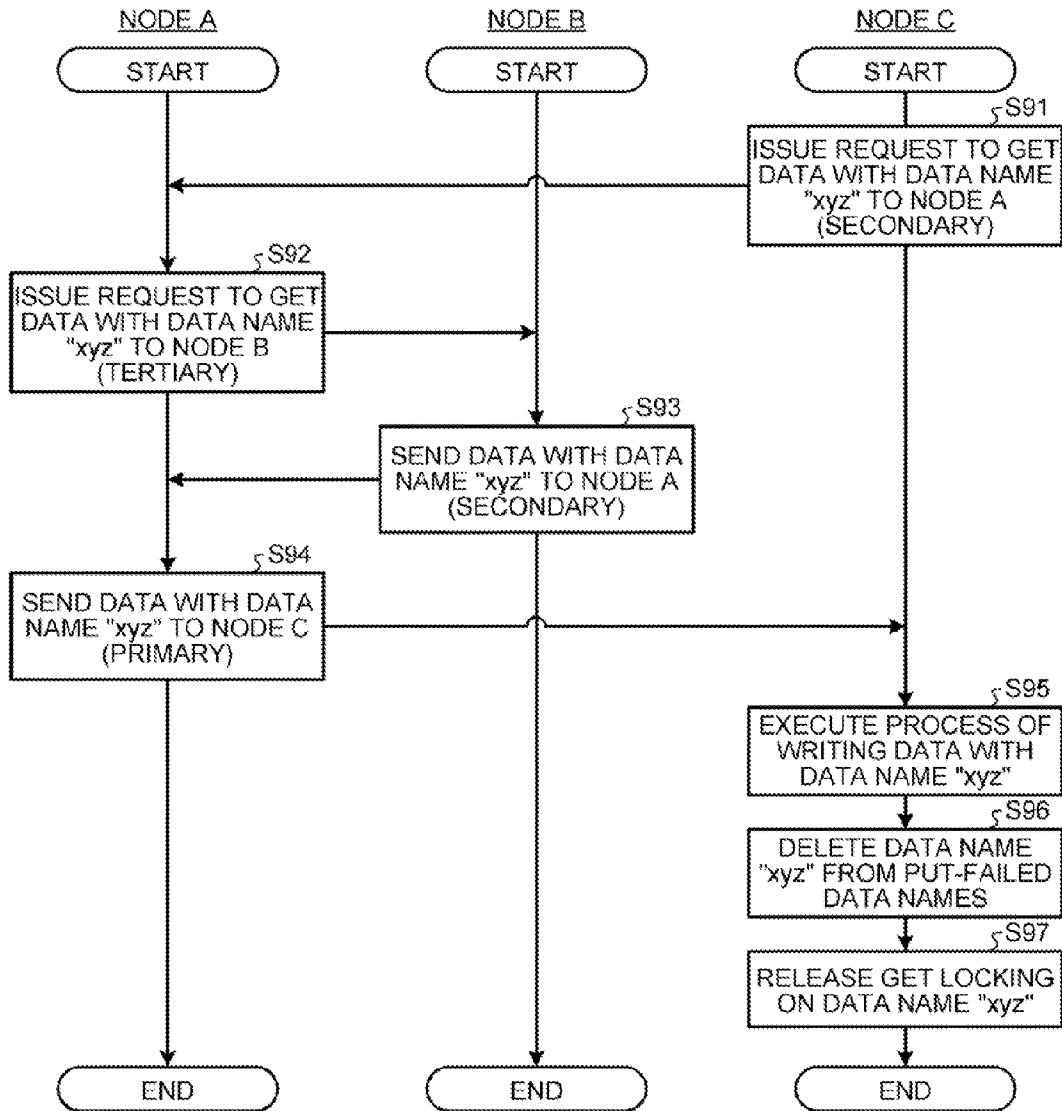 NODE A
NODE B
NODE C
START
START
START
S91
ISSUE REQUEST TO GET
DATA WITH DATA NAME
"xyz" TO NODE A
(SECONDARY)
S92
ISSUE REQUEST TO GET
DATA WITH DATA NAME
"xyz" TO NODE B
(TERTIARY)
S93
SEND DATA WITH DATA
NAME "xyz" TO NODE A
(SECONDARY)
S94
SEND DATA WITH DATA
NAME "xyz" TO NODE C
(PRIMARY)
S95
EXECUTE PROCESS OF
WRITING DATA WITH
DATA NAME "xyz"
S96
DELETE DATA NAME
"xyz" FROM PUT-FAILED
DATA NAMES
S97
RELEASE GET LOCKING
ON DATA NAME "xyz"
END
END
END